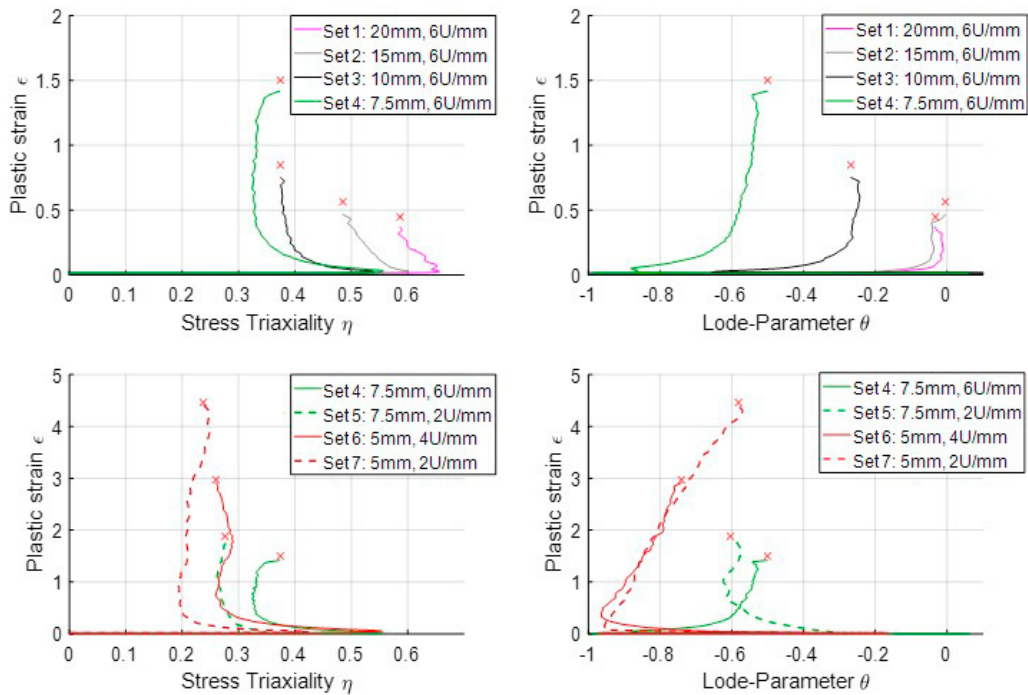 2
1.5
1
0.5
0
Plastic strain ϵ
0 0.1 0.2 0.3 0.4 0.5 0.6
Stress Triaxiality η
Set 1: 20mm, 6U/mm
Set 2: 15mm, 6U/mm
Set 3: 10mm, 6U/mm
Set 4: 7.5mm, 6U/mm
2
1.5
1
0.5
0
Plastic strain ϵ
-1 -0.8 -0.6 -0.4 -0.2 0
Lode-Parameter θ
Set 1: 20mm, 6U/mm
Set 2: 15mm, 6U/mm
Set 3: 10mm, 6U/mm
Set 4: 7.5mm, 6U/mm
5
4
3
2
1
0
Plastic strain ϵ
0 0.1 0.2 0.3 0.4 0.5 0.6
Stress Triaxiality η
Set 4: 7.5mm, 6U/mm
Set 5: 7.5mm, 2U/mm
Set 6: 5mm, 4U/mm
Set 7: 5mm, 2U/mm
5
4
3
2
1
0
Plastic strain ϵ
-1 -0.8 -0.6 -0.4 -0.2 0
Lode-Parameter θ
Set 4: 7.5mm, 6U/mm
Set 5: 7.5mm, 2U/mm
Set 6: 5mm, 4U/mm
Set 7: 5mm, 2U/mm